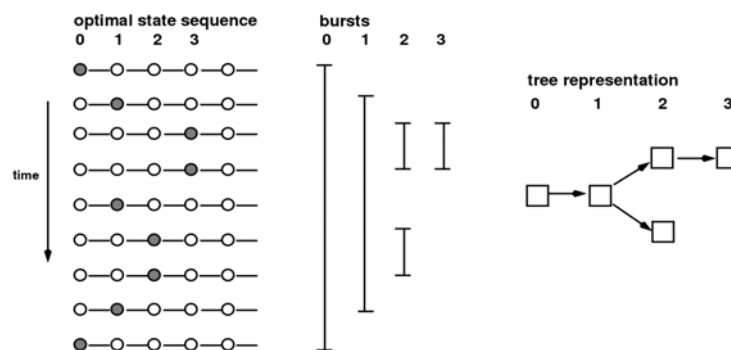 optimal state sequence
0 1 2 3
time
bursts
0 1 2 3
tree representation
0 1 2 3